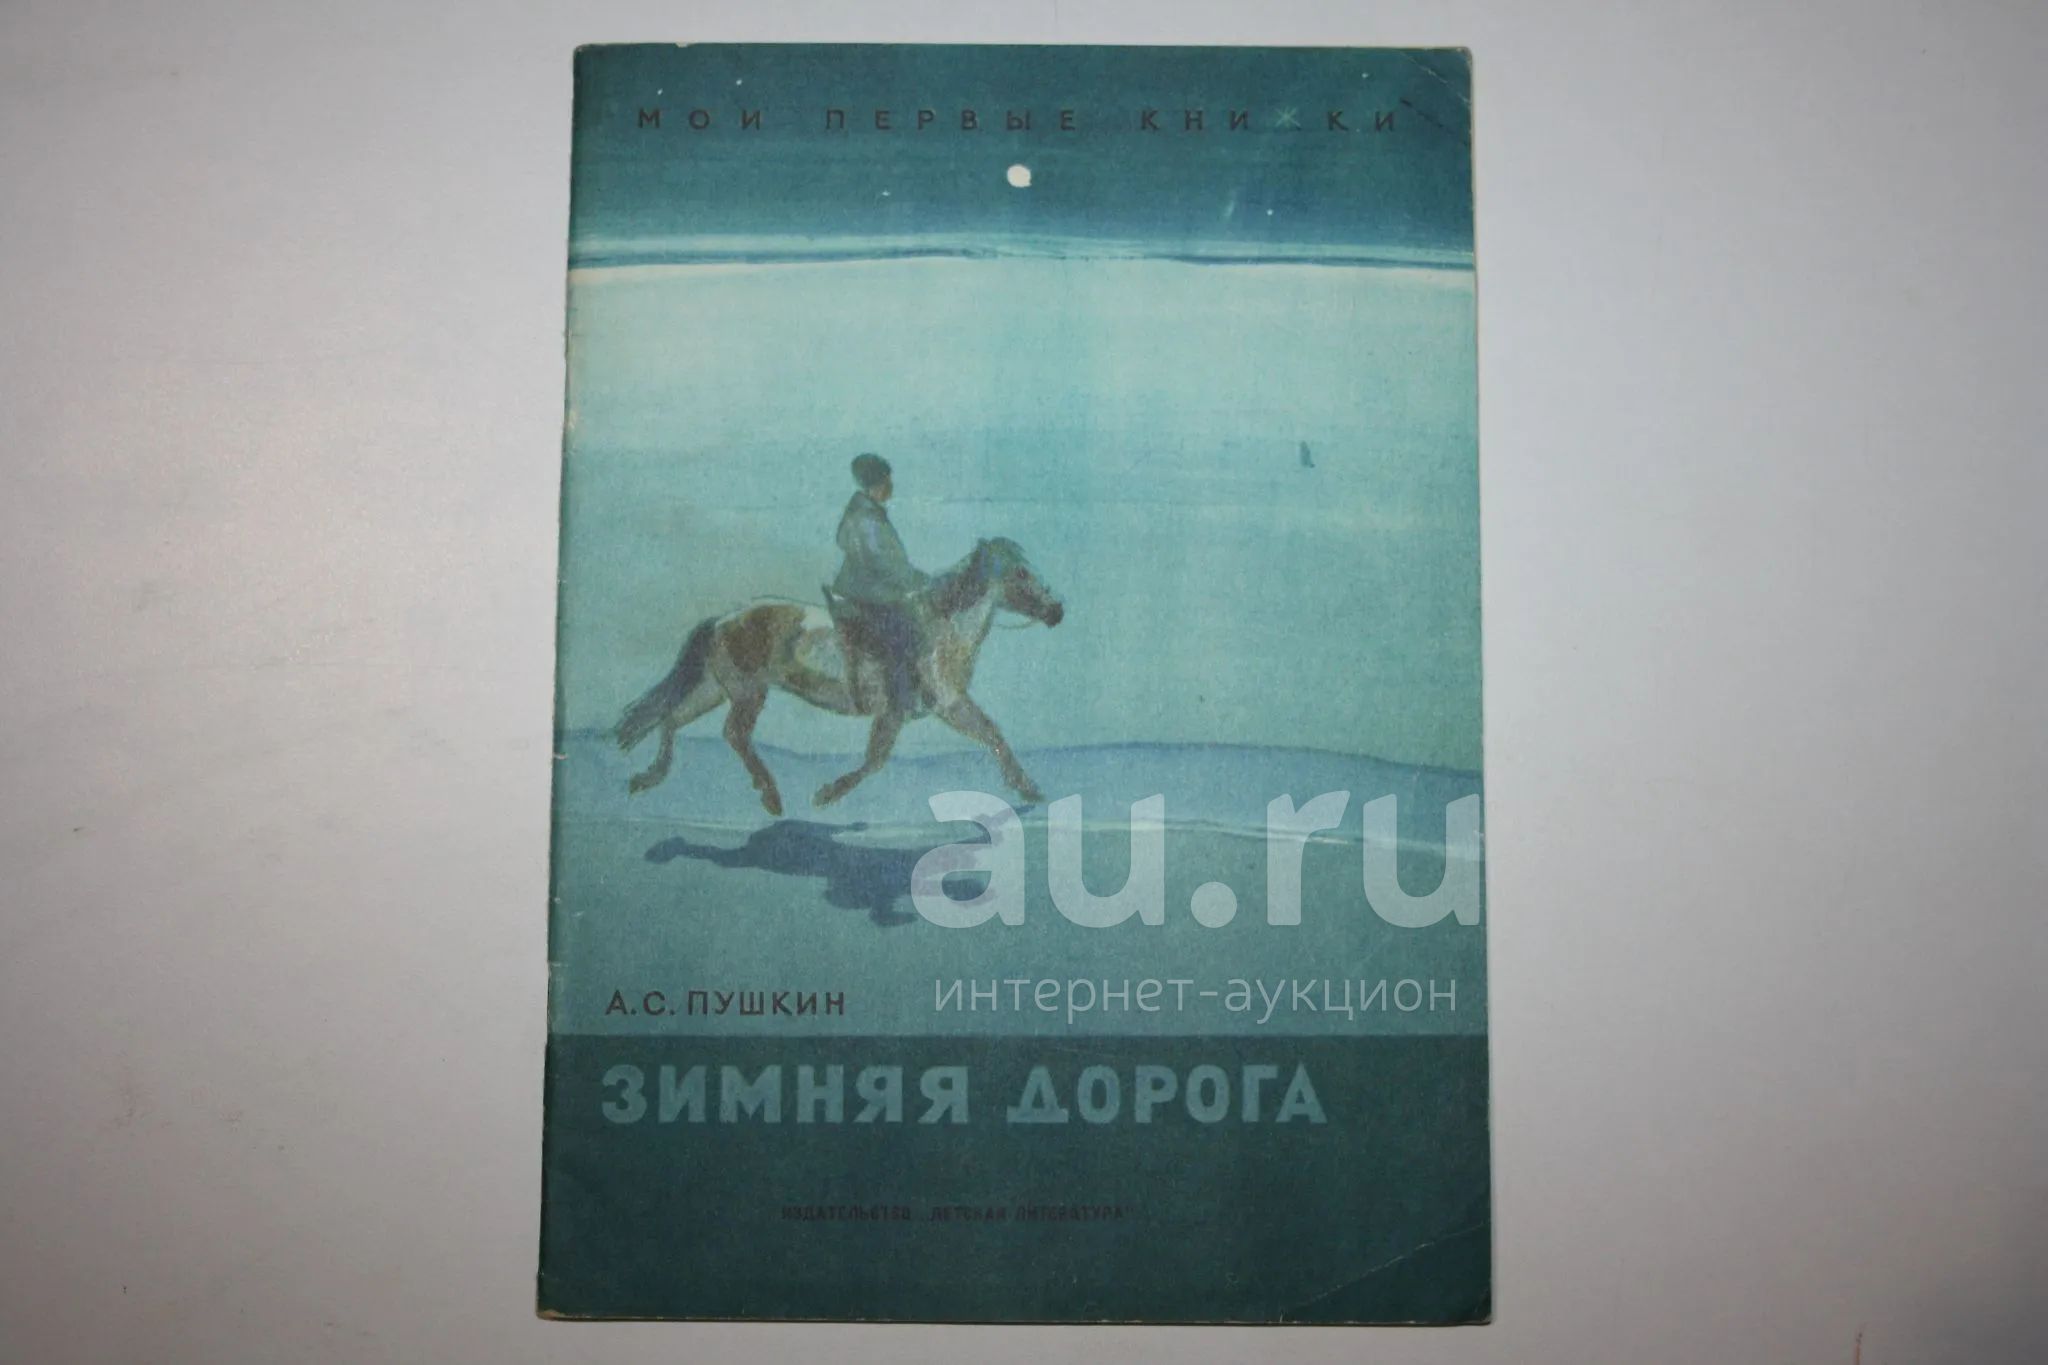 МОИ ПЕРВЫЕ КНИЖКИ
au.ru
интернет-аукцион
А.С.ПУШКИН
ЗИМНЯЯ ДОРОГА
ИЗДАТЕЛЬСТВО „ДЕТСКАЯ ЛИТЕРАТУРА"